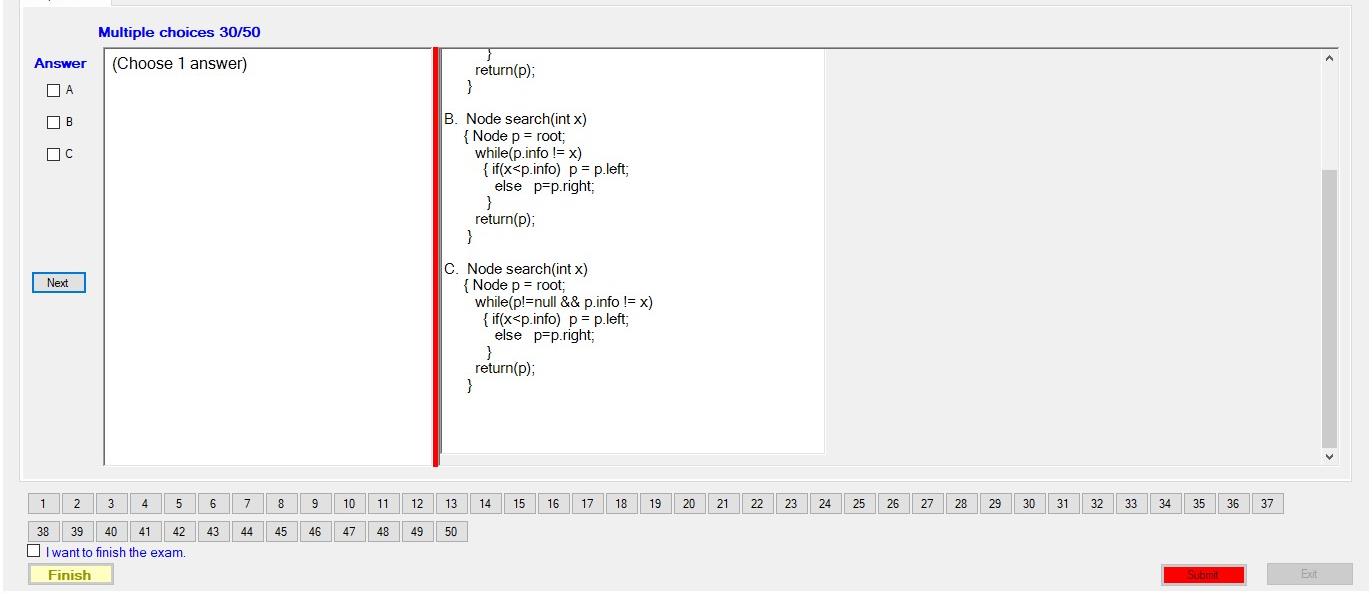 Multiple choices 30/50
Answer
A
B
C
Next
(Choose 1 answer)
}
return(p);
}
B. Node search(int x)
{ Node p = root;
while(p.info != x)
{ if(x<p.info) p = p.left;
else p=p.right;
}
return(p);
}
C. Node search(int x)
{ Node p = root;
while(p!=null && p.info != x)
{ if(x<p.info) p = p.left;
else p=p.right;
}
return(p);
}
1 2 3 4 5 6 7 8 9 10 11 12 13 14 15 16 17 18 19 20 21 22 23 24 25 26 27 28 29 30 31 32 33 34 35 36 37
38 39 40 41 42 43 44 45 46 47 48 49 50
I want to finish the exam.
Finish
Submit
Exit